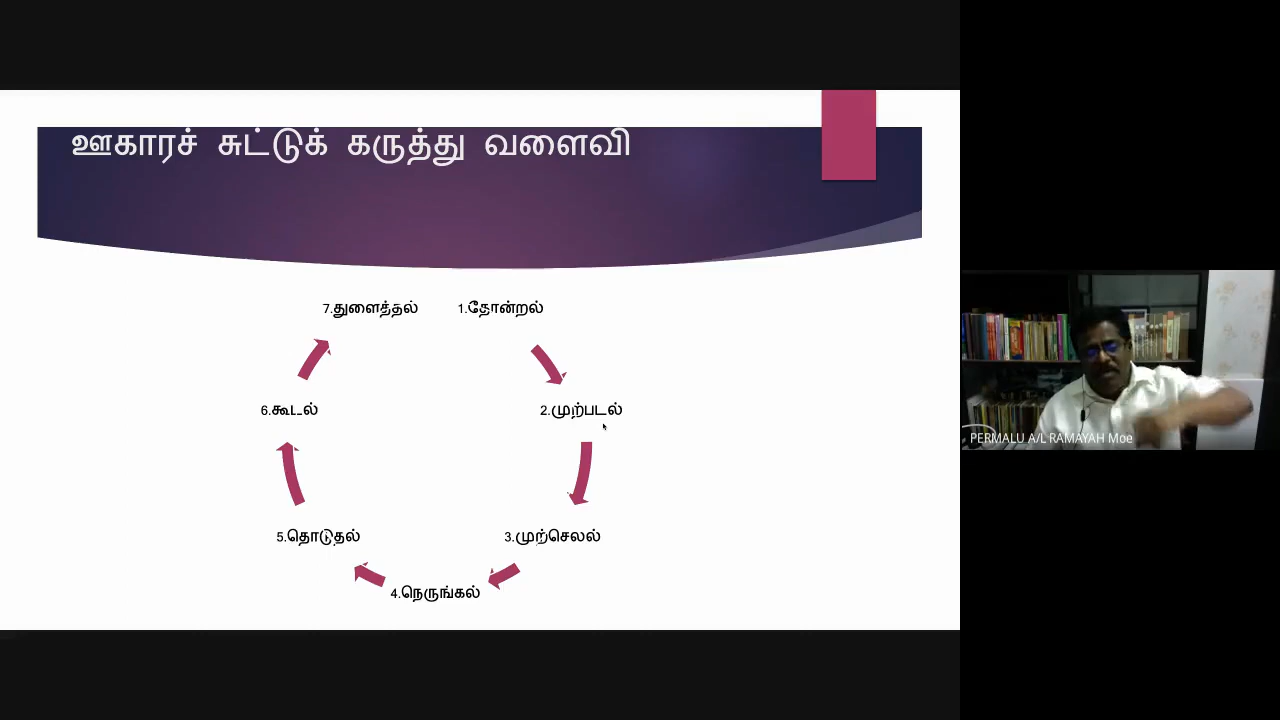 ஊகாரச் சுட்டுக் கருத்து வளைவி
7.துளைத்தல்
1.தோன்றல்
6.கூடல்
2.முற்படல்
5.தொடுதல்
3.முற்செலல்
4.நெருங்கல்
PERMALU A/L RAMAYAH Moe